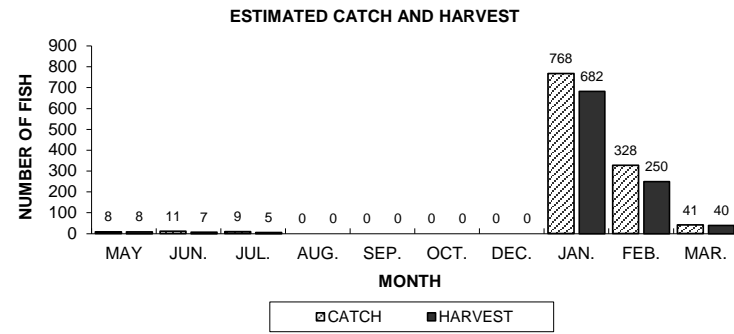 ESTIMATED CATCH AND HARVEST
NUMBER OF FISH
900
800
700
600
500
400
300
200
100
0
8 8 11 7 9 5 0 0 0 0 0 0 0 0 768 682 328 250 41 40
MAY JUN. JUL. AUG. SEP. OCT. DEC. JAN. FEB. MAR.
MONTH
CATCH HARVEST